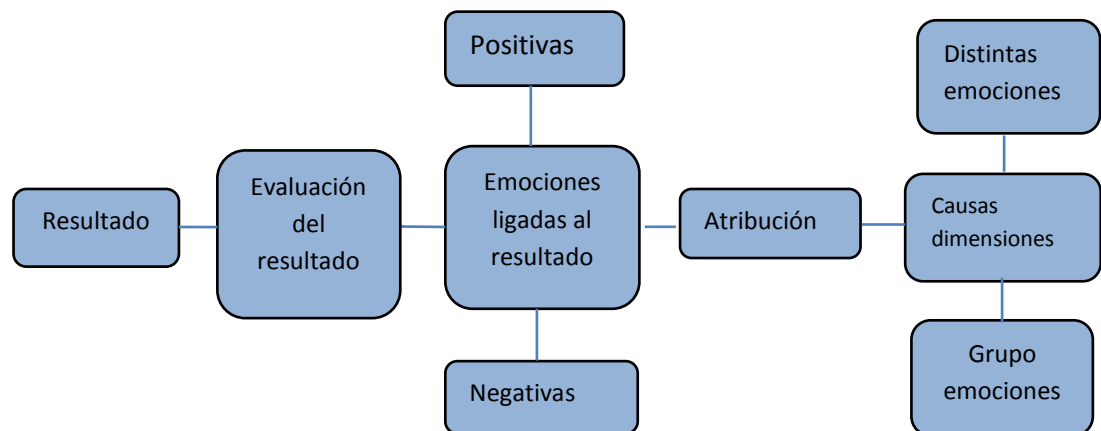 Positivas
Distintas
emociones
Resultado
Evaluación
del
resultado
Emociones
ligadas al
resultado
Atribución
Causas
dimensiones
Negativas
Grupo
emociones